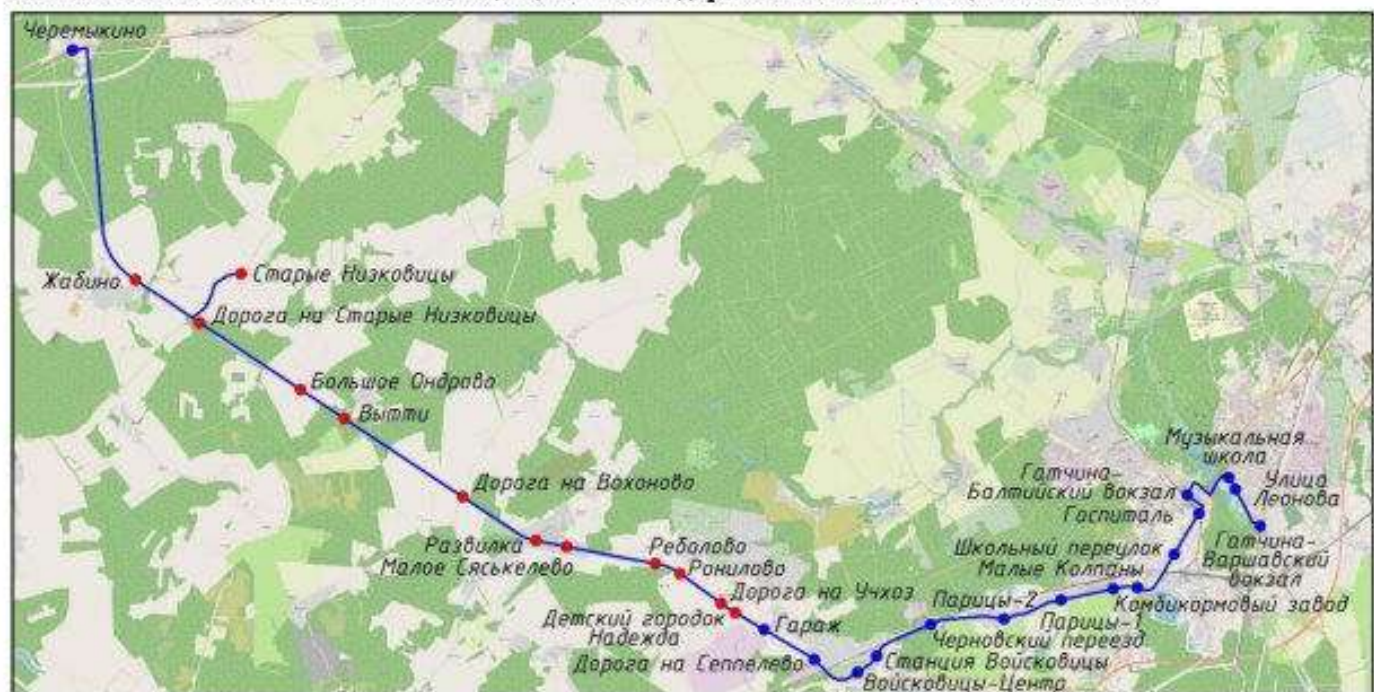 Черемыкино
Жабино
Старые Низковицы
Дорога на Старые Низковицы
Большое Ондрово
Вытти
Дорога на Вохоново
Развилка
Малое Сяськелево
Реболово
Ронилово
Дорога на Учхоз
Детский городок
Надежда
Гараж
Дорога на Сеппелево
Войсковицы-Центр
Станция Войсковицы
Черновский переезд
Парицы-2
Парицы-1
Комбикормовый завод
Малые Колпаны
Школьный переулок
Госпиталь
Гатчина-
Балтийский вокзал
Музыкальная
школа
Улица
Леонова
Гатчина-
Варшавский
вокзал